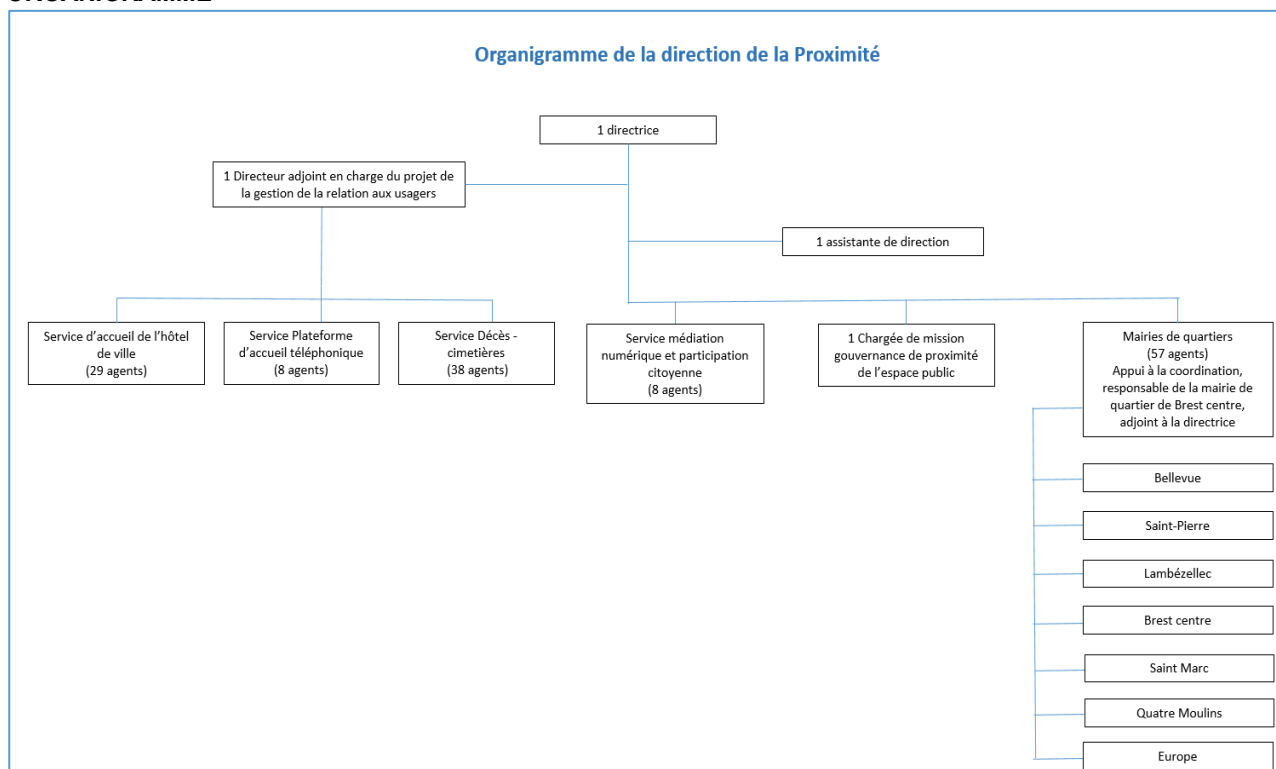 Organigramme de la direction de la Proximité
1 directrice
1 Directeur adjoint en charge du projet de
la gestion de la relation aux usagers
1 assistante de direction
Service d'accueil de l'hôtel
de ville
(29 agents)
Service Plateforme
d'accueil téléphonique
(8 agents)
Service Décès -
cimetières
(38 agents)
Service médiation
numérique et participation
citoyenne
(8 agents)
1 Chargée de mission
gouvernance de proximité
de l'espace public
Mairies de quartiers
(57 agents)
Appui à la coordination,
responsable de la mairie de
quartier de Brest centre,
adjoint à la directrice
Bellevue
Saint-Pierre
Lambézellec
Brest centre
Saint Marc
Quatre Moulins
Europe